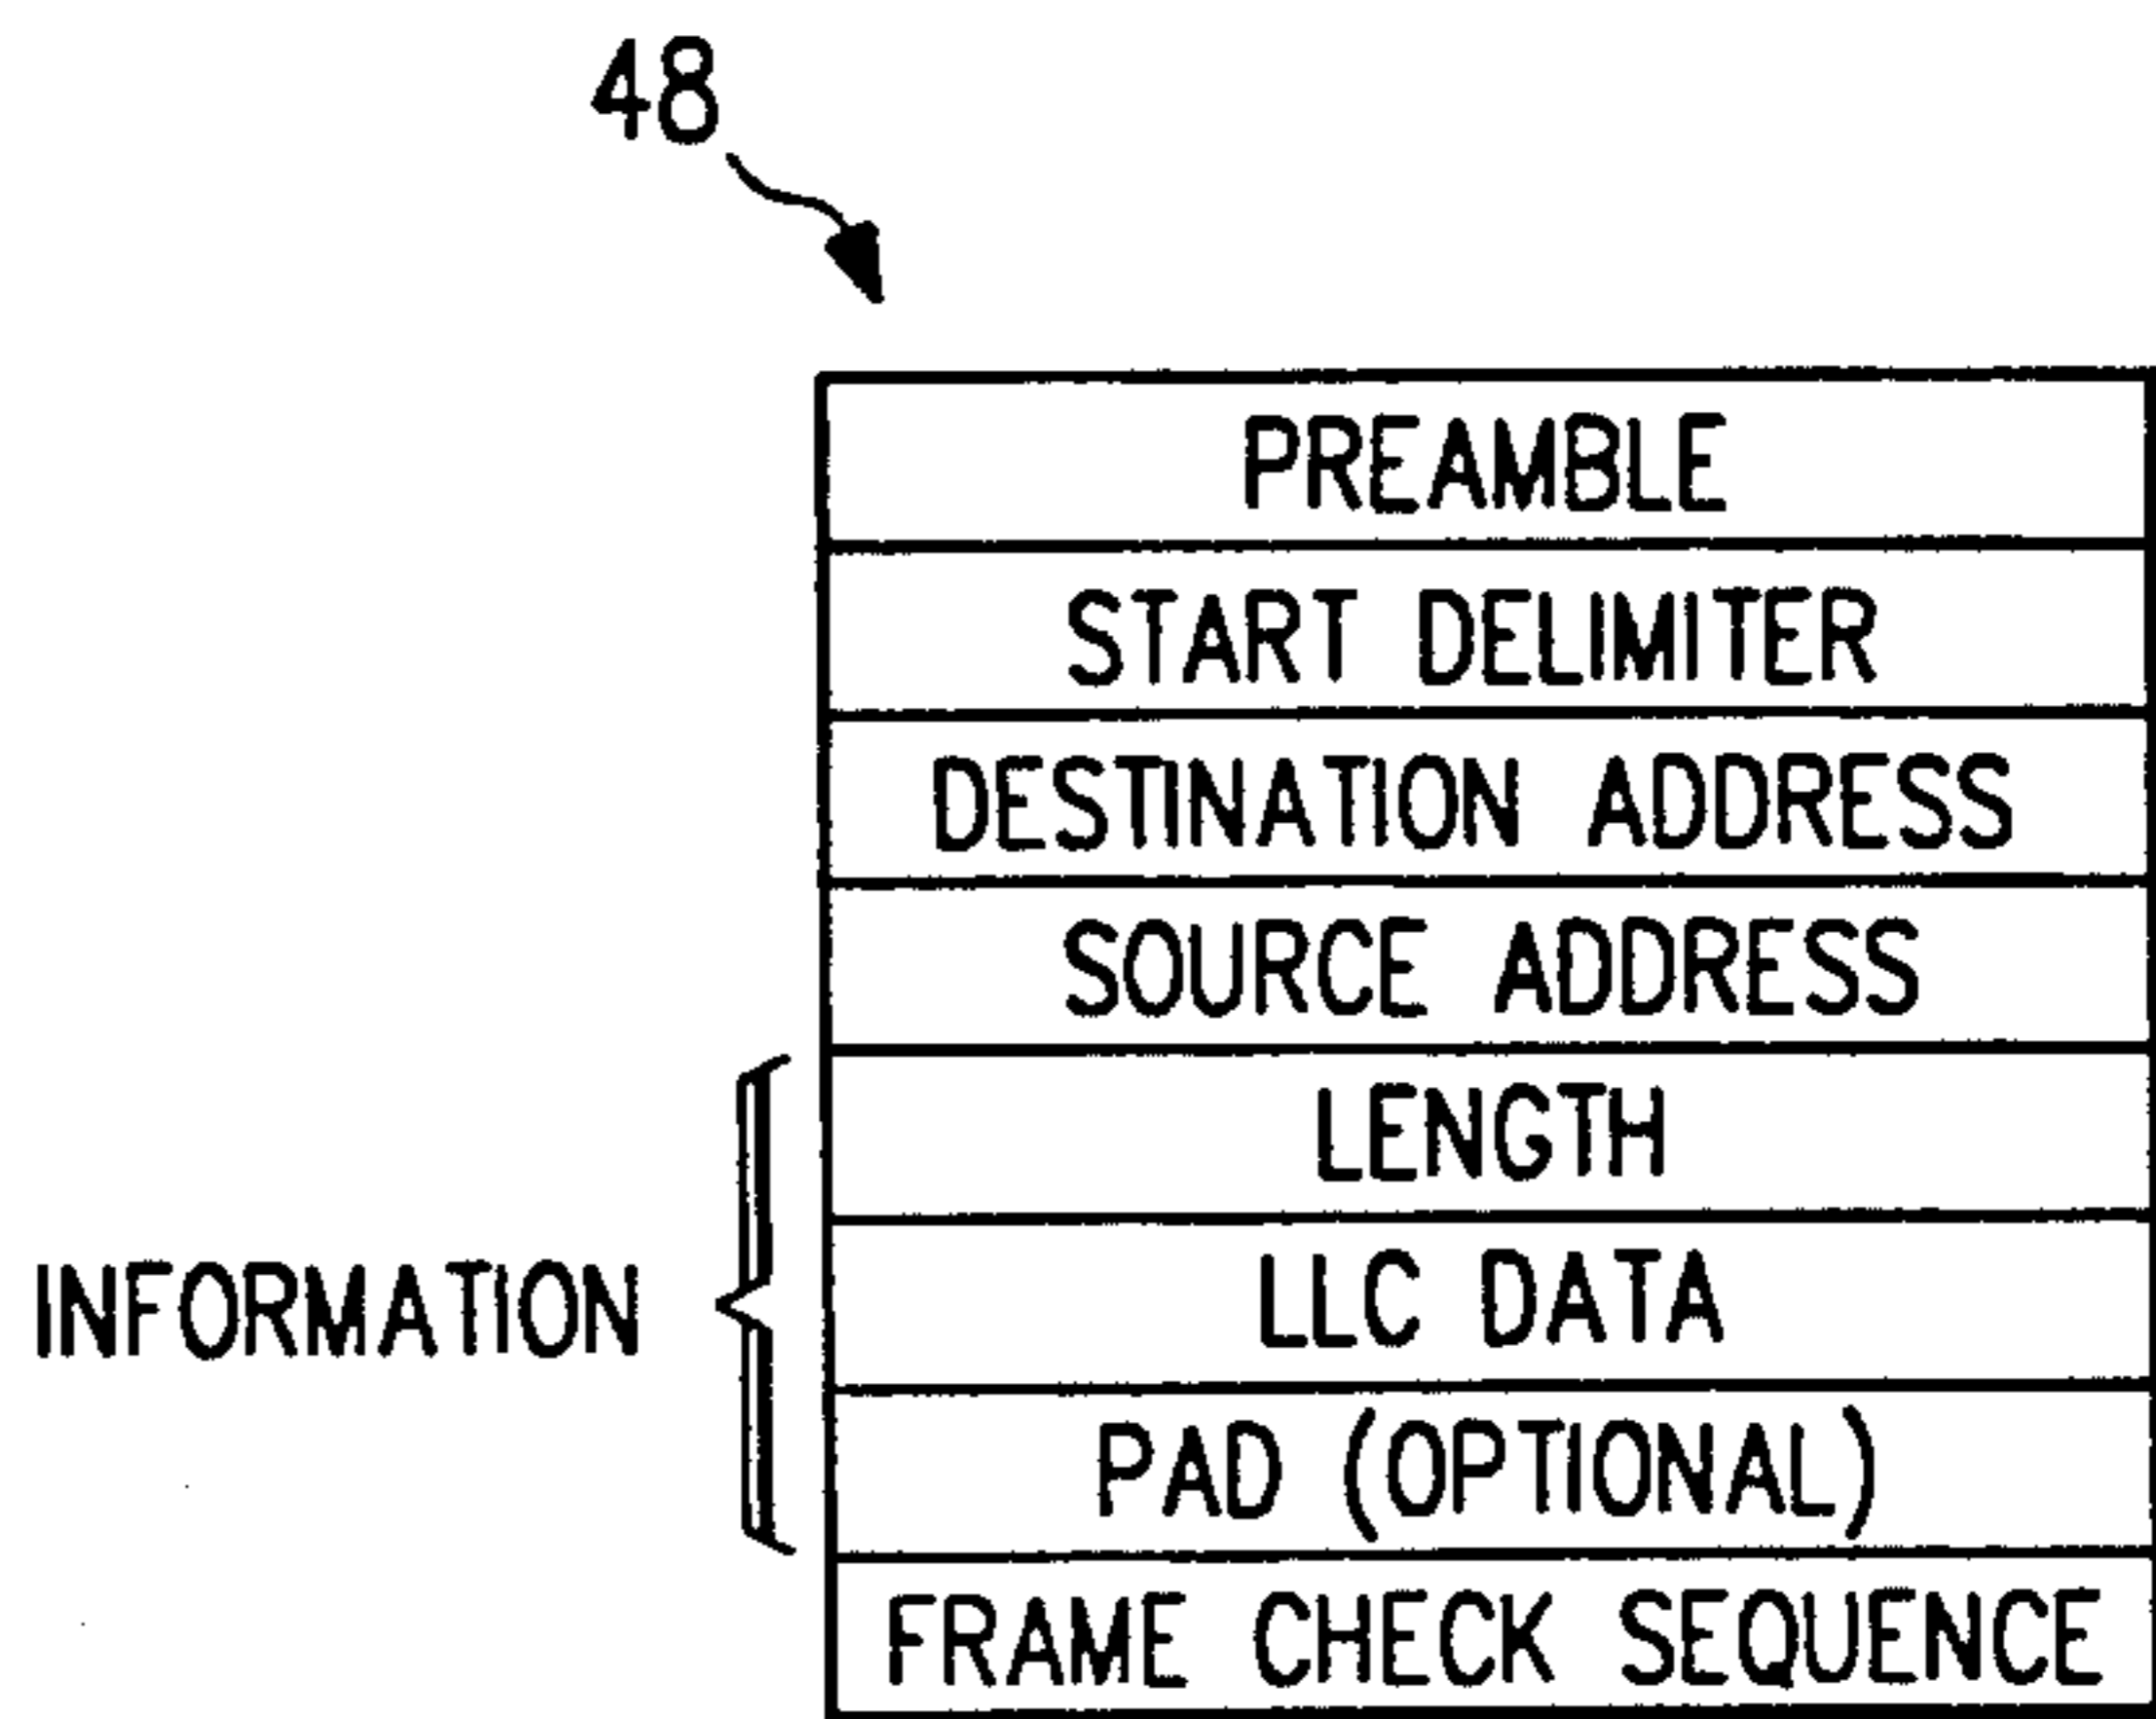 48
PREAMBLE
START DELIMITER
DESTINATION ADDRESS
SOURCE ADDRESS
LENGTH
INFORMATION
LLC DATA
PAD (OPTIONAL)
FRAME CHECK SEQUENCE